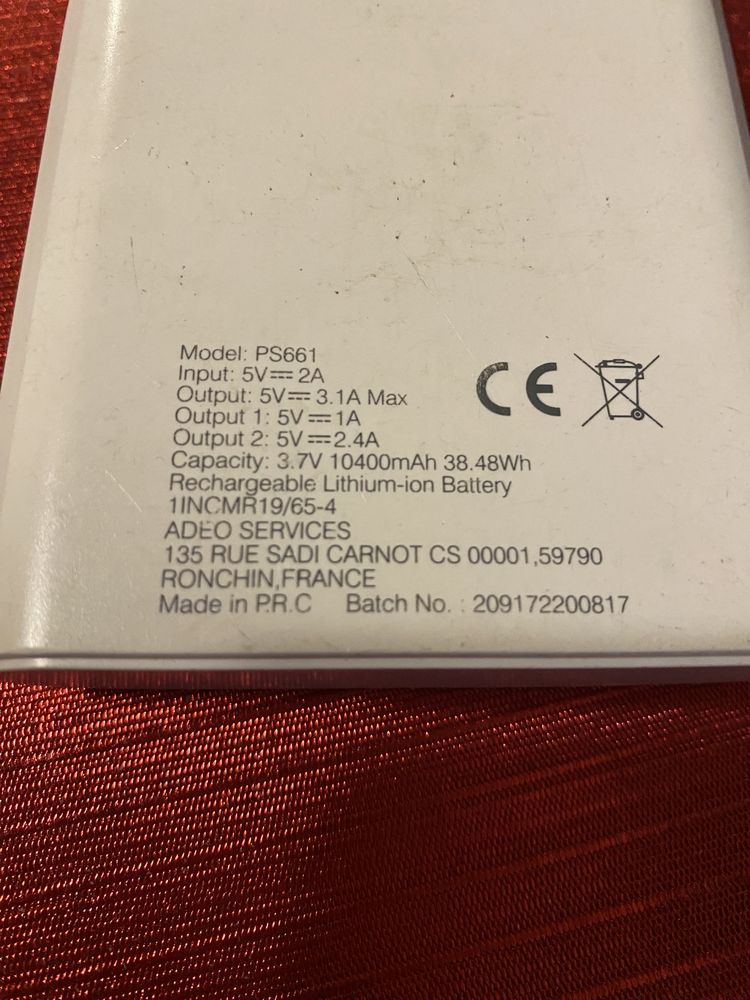 Model: PS661
Input: 5V⎓2A
Output: 5V⎓3.1A Max
Output 1: 5V⎓1A
Output 2: 5V⎓2.4A
Capacity: 3.7V 10400mAh 38.48Wh
Rechargeable Lithium-ion Battery
1INCMR19/65-4
ADEO SERVICES
135 RUE SADI CARNOT CS 00001,59790
RONCHIN,FRANCE
Made in P.R.C Batch No. : 209172200817
CE